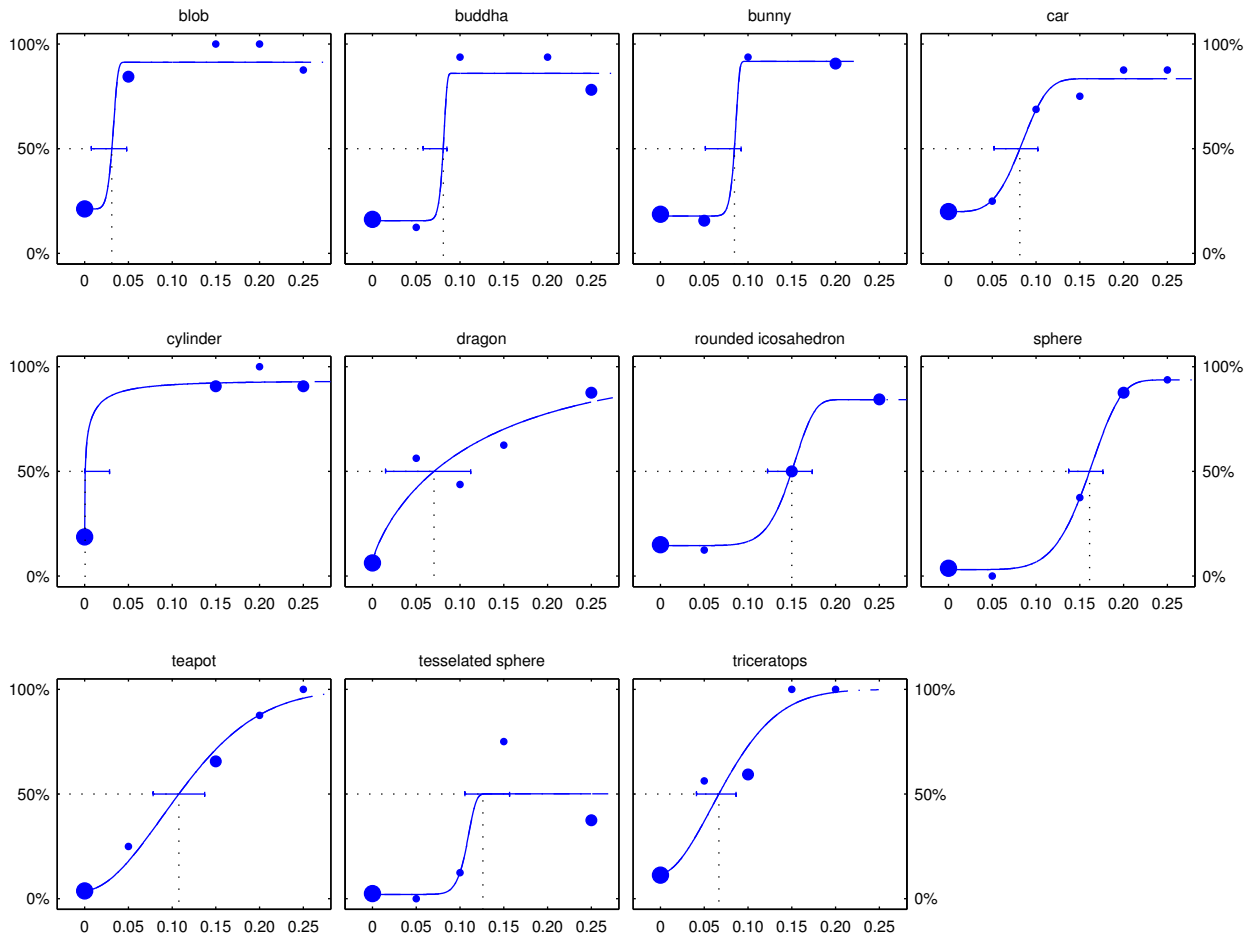 blob buddha bunny car
100% 100%
50% 50%
0% 0%
0 0.05 0.10 0.15 0.20 0.25 0 0.05 0.10 0.15 0.20 0.25 0 0.05 0.10 0.15 0.20 0.25 0 0.05 0.10 0.15 0.20 0.25
cylinder dragon rounded icosahedron sphere
100% 100%
50% 50%
0% 0%
0 0.05 0.10 0.15 0.20 0.25 0 0.05 0.10 0.15 0.20 0.25 0 0.05 0.10 0.15 0.20 0.25 0 0.05 0.10 0.15 0.20 0.25
teapot tesselated sphere triceratops
100% 100%
50% 50%
0% 0%
0 0.05 0.10 0.15 0.20 0.25 0 0.05 0.10 0.15 0.20 0.25 0 0.05 0.10 0.15 0.20 0.25